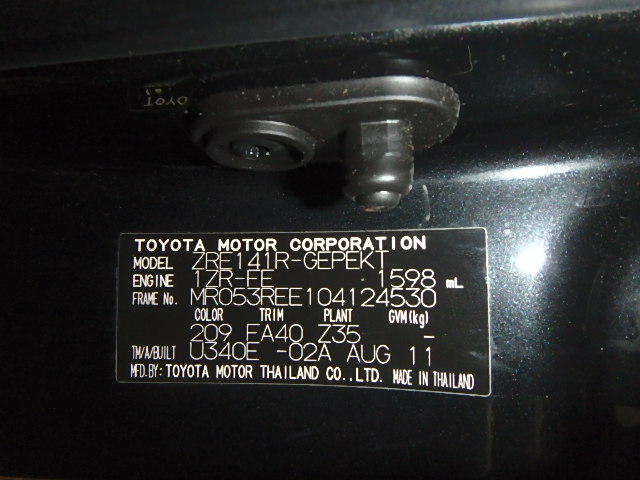 TOYOTA MOTOR CORPORATION
MODEL ZRE141R-GEPEKT
ENGINE 1ZR-FE 1598 mL
FRAME No. MR053REE104124530
COLOR TRIM PLANT GVM(kg)
209 FA40 Z35 -
TM/A/BUILT U340E -02A AUG 11
MFD.BY: TOYOTA MOTOR THAILAND CO.,LTD. MADE IN THAILAND